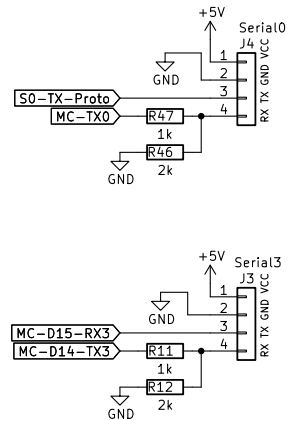 +5V
Serial0
J4
VCC
GND
TX
RX
1
2
3
4
GND
S0-TX-Proto
MC-TX0
R47
1k
R46
2k
GND
+5V
Serial3
J3
VCC
GND
TX
RX
1
2
3
4
GND
MC-D15-RX3
MC-D14-TX3
R11
1k
R12
2k
GND